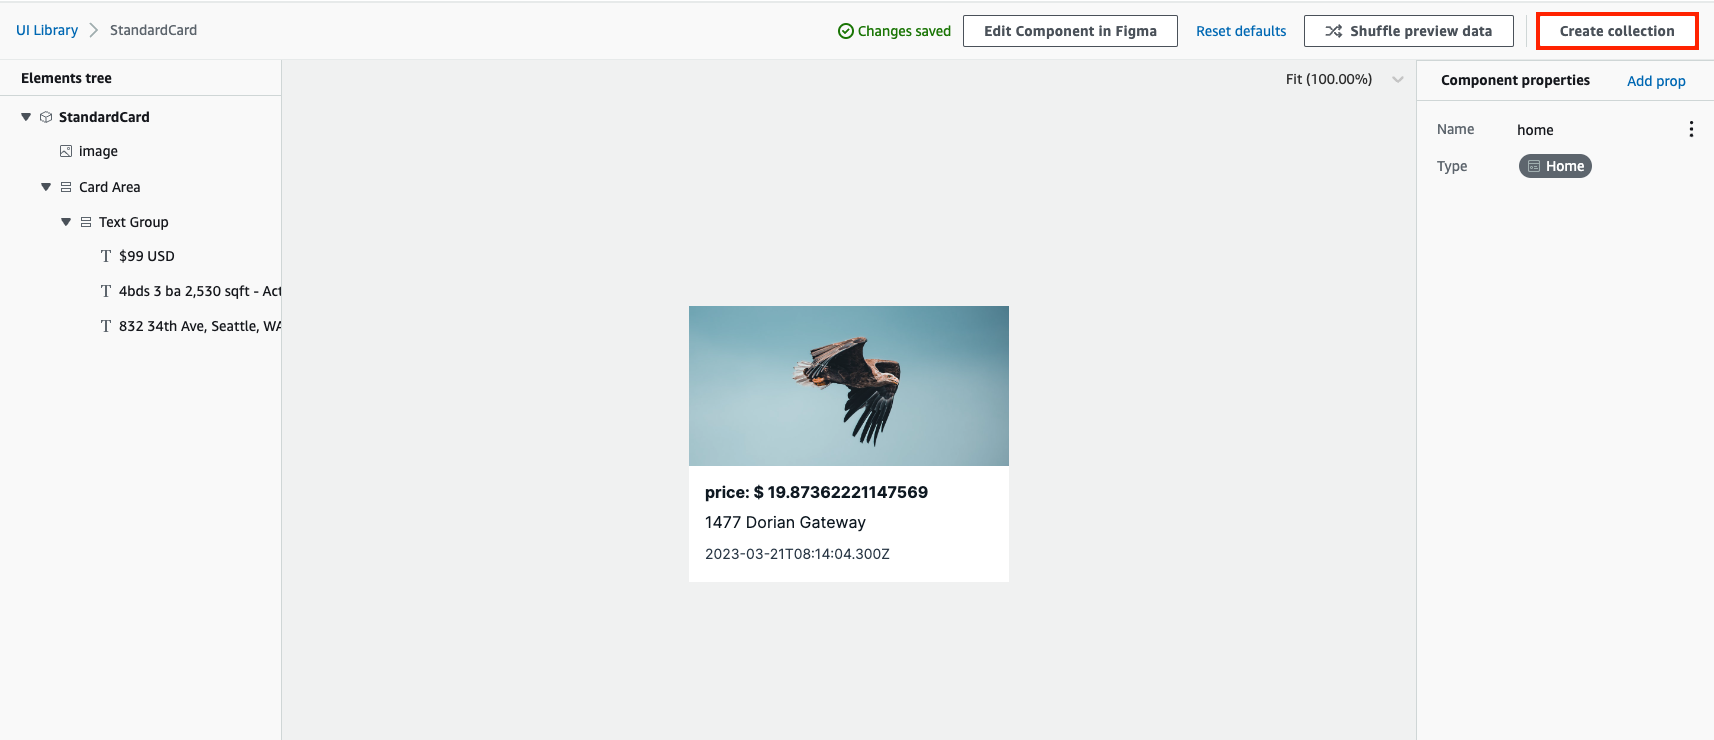 UI Library
StandardCard
Changes saved
Edit Component in Figma
Reset defaults
Shuffle preview data
Create collection
Elements tree
StandardCard
image
Card Area
Text Group
$99 USD
4bds 3 ba 2,530 sqft - Act
832 34th Ave, Seattle, WA
Fit (100.00%)
price: $ 19.87362221147569
1477 Dorian Gateway
2023-03-21T08:14:04.300Z
Component properties
Add prop
Name home
Type Home